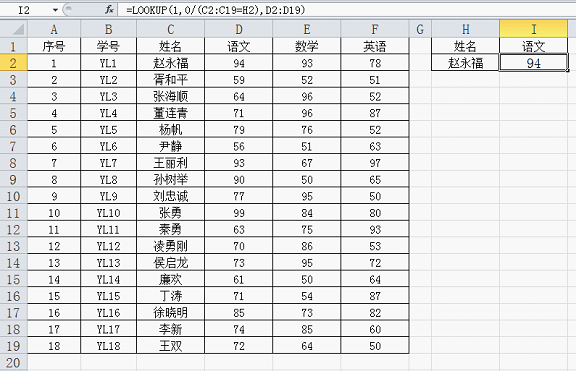 I2 fx =LOOKUP(1,0/(C2:C19=H2),D2:D19)
A B C D E F G H I
1 序号 学号 姓名 语文 数学 英语 姓名 语文
2 1 YL1 赵永福 94 93 78 赵永福 94
3 2 YL2 胥和平 59 52 51
4 3 YL3 张海顺 64 96 52
5 4 YL4 董连青 71 96 87
6 5 YL5 杨帆 79 76 52
7 6 YL6 尹静 56 51 63
8 7 YL7 王丽利 93 67 97
9 8 YL8 孙树举 90 50 65
10 9 YL9 刘忠诚 77 95 50
11 10 YL10 张勇 99 84 80
12 11 YL11 秦勇 63 75 93
13 12 YL12 凌勇刚 70 86 53
14 13 YL13 侯启龙 73 95 72
15 14 YL14 廉欢 61 50 64
16 15 YL15 丁涛 71 54 87
17 16 YL16 徐晓明 85 73 82
18 17 YL17 李新 74 85 60
19 18 YL18 王双 72 64 50
20